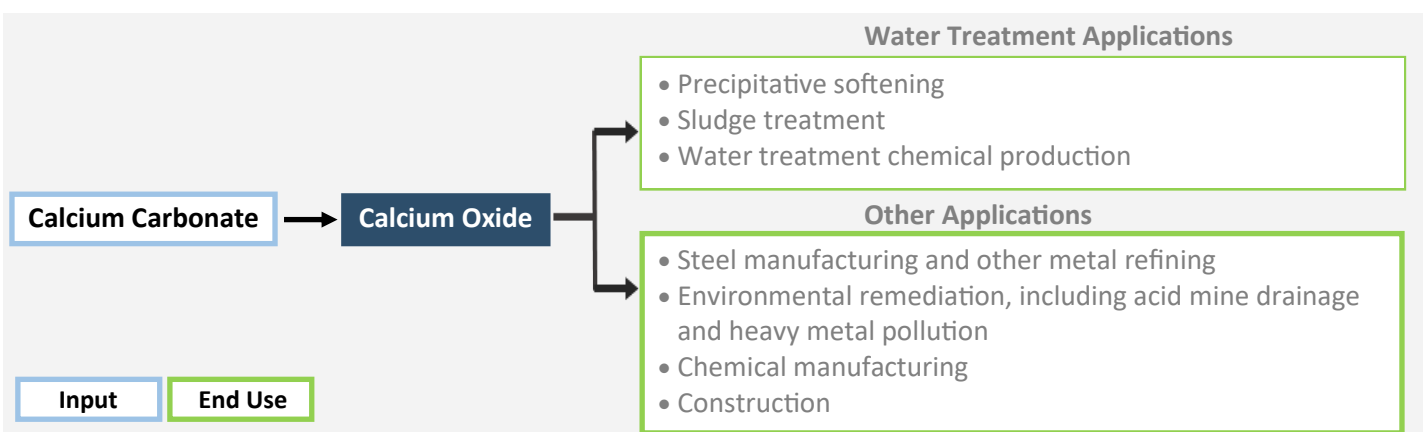 Water Treatment Applications
• Precipitative softening
• Sludge treatment
• Water treatment chemical production
Calcium Carbonate
Calcium Oxide
Other Applications
• Steel manufacturing and other metal refining
• Environmental remediation, including acid mine drainage
and heavy metal pollution
• Chemical manufacturing
• Construction
Input
End Use